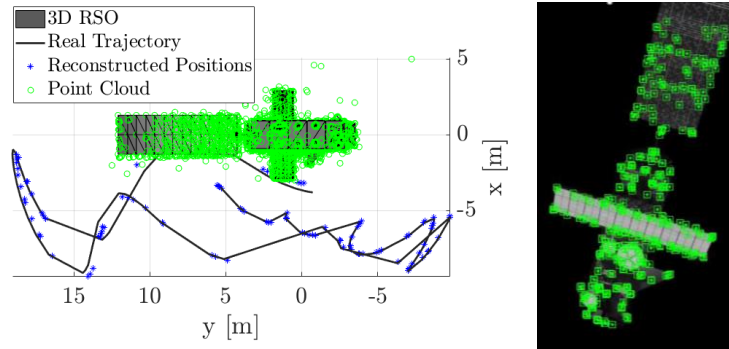 3D RSO
Real Trajectory
Reconstructed Positions
Point Cloud
5
0
-5
x [m]
15
10
5
0
-5
y [m]